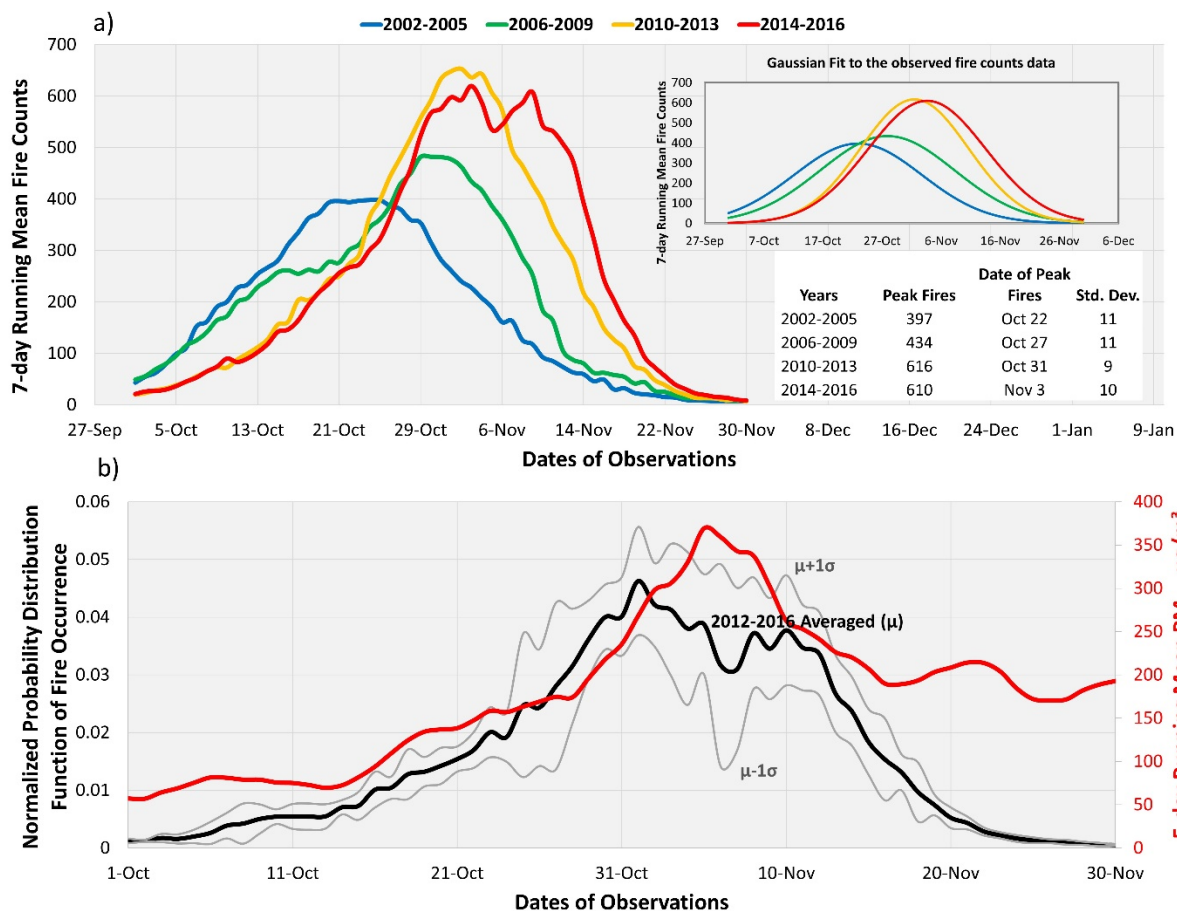 a)
2002-2005 2006-2009 2010-2013 2014-2016
700
600
500
400
300
200
100
0
7-day Running Mean Fire Counts
27-Sep 5-Oct 13-Oct 21-Oct 29-Oct 6-Nov 14-Nov 22-Nov 30-Nov 8-Dec 16-Dec 24-Dec 1-Jan 9-Jan
Dates of Observations
Gaussian Fit to the observed fire counts data
700
600
500
400
300
200
100
0
7-day Running Mean Fire Counts
27-Sep 7-Oct 17-Oct 27-Oct 6-Nov 16-Nov 26-Nov 6-Dec
Date of Peak
Years Peak Fires Fires Std. Dev.
2002-2005 397 Oct 22 11
2006-2009 434 Oct 27 11
2010-2013 616 Oct 31 9
2014-2016 610 Nov 3 10
b)
0.06
0.05
0.04
0.03
0.02
0.01
0
Normalized Probability Distribution
Function of Fire Occurrence
μ+1σ
2012-2016 Averaged (μ)
μ-1σ
400
350
300
250
200
150
100
50
0
Running Mean
1-Oct 11-Oct 21-Oct 31-Oct 10-Nov 20-Nov 30-Nov
Dates of Observations